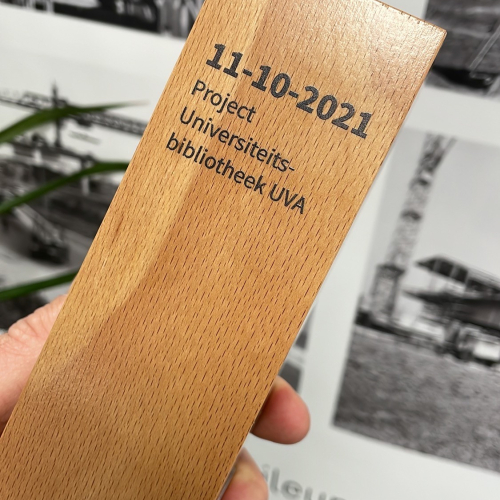 11-10-2021
Project
Universiteits-
bibliotheek UVA